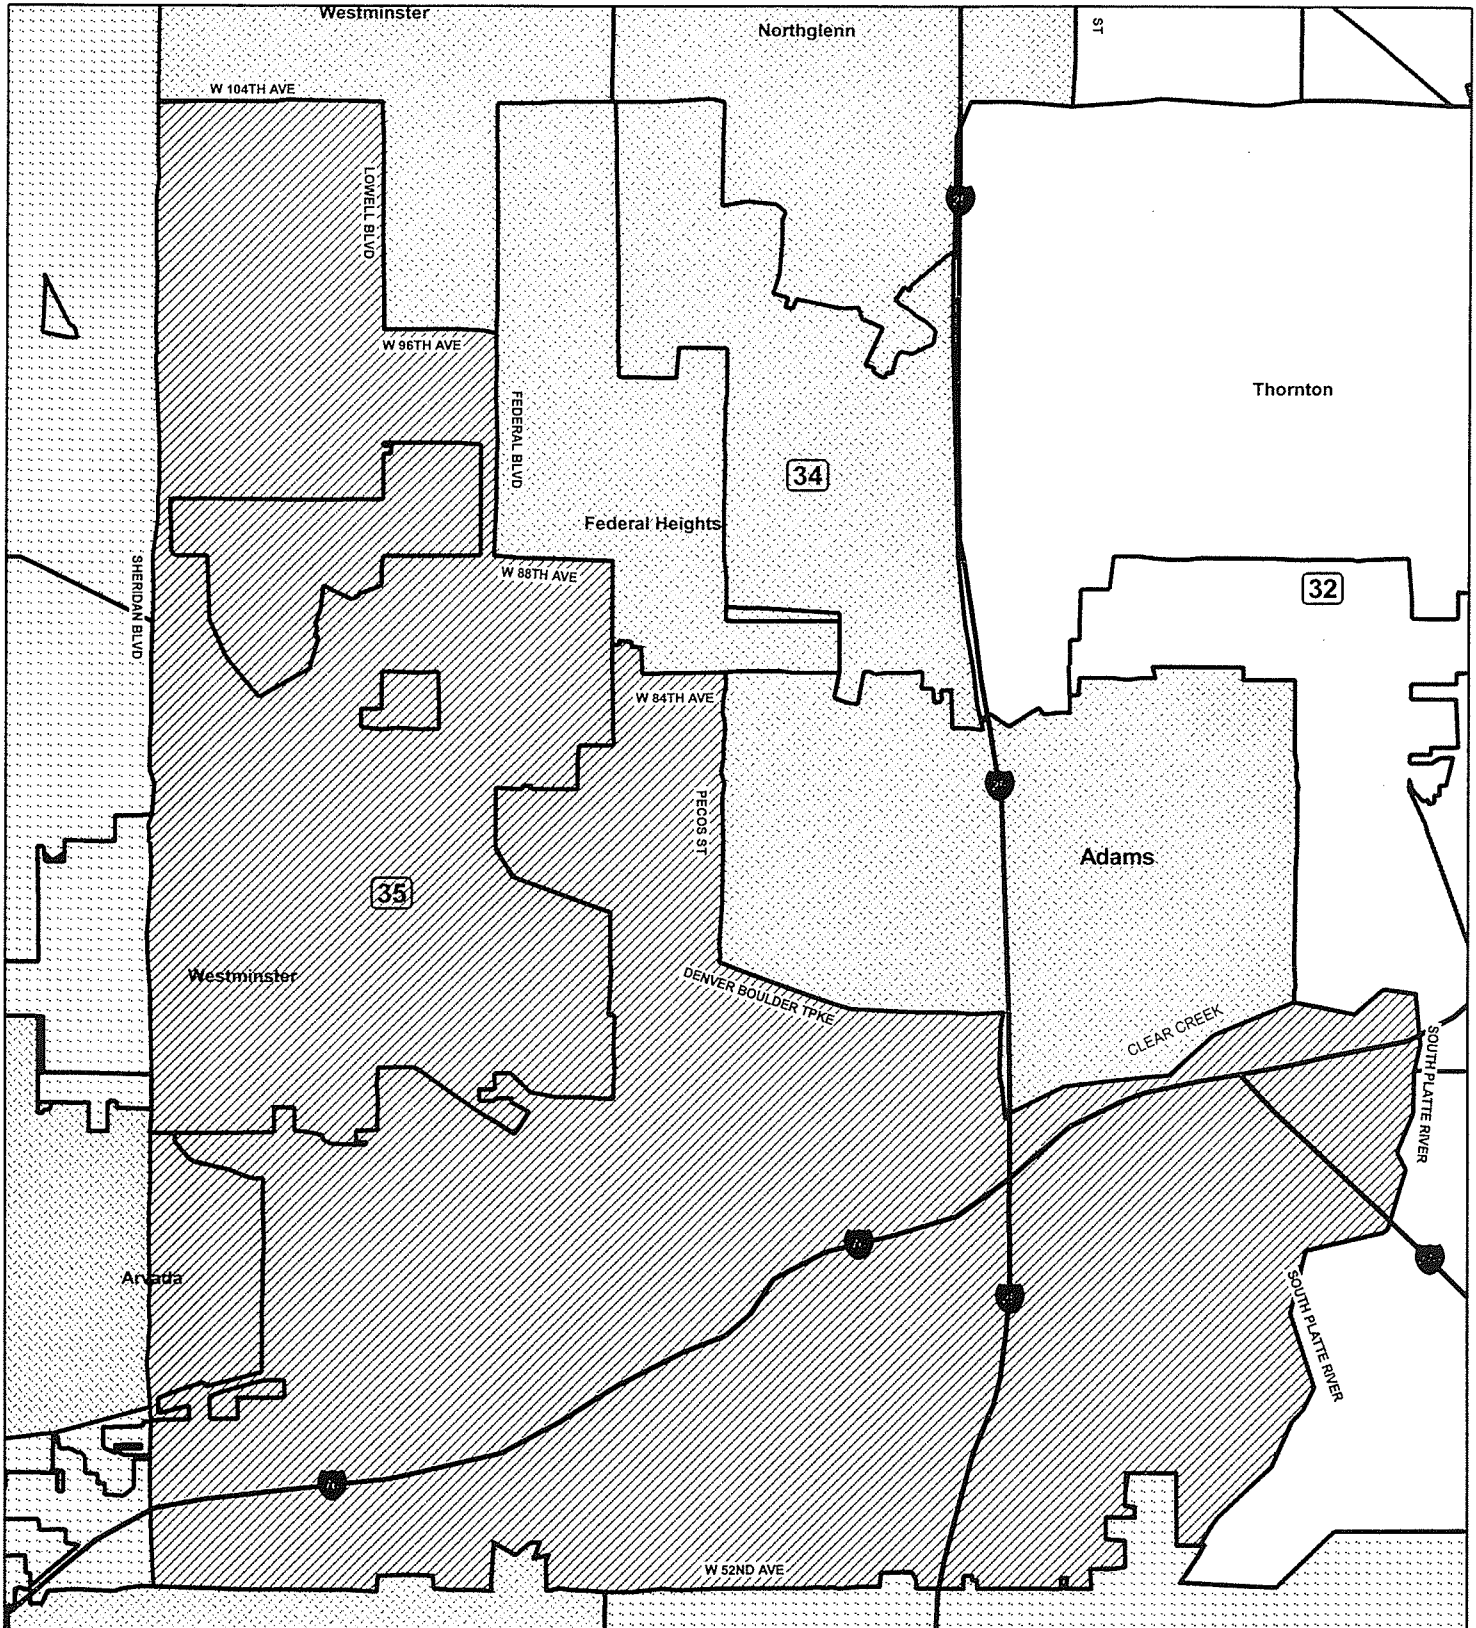 Westminster
Northglenn
ST
W 104TH AVE
LOWELL BLVD
W 96TH AVE
Thornton
FEDERAL BLVD
34
Federal Heights
W 88TH AVE
32
SHERIDAN BLVD
W 84TH AVE
PECOS ST
Adams
35
Westminster
DENVER BOULDER TPKE
CLEAR CREEK
SOUTH PLATTE RIVER
Arvada
SOUTH PLATTE RIVER
W 52ND AVE